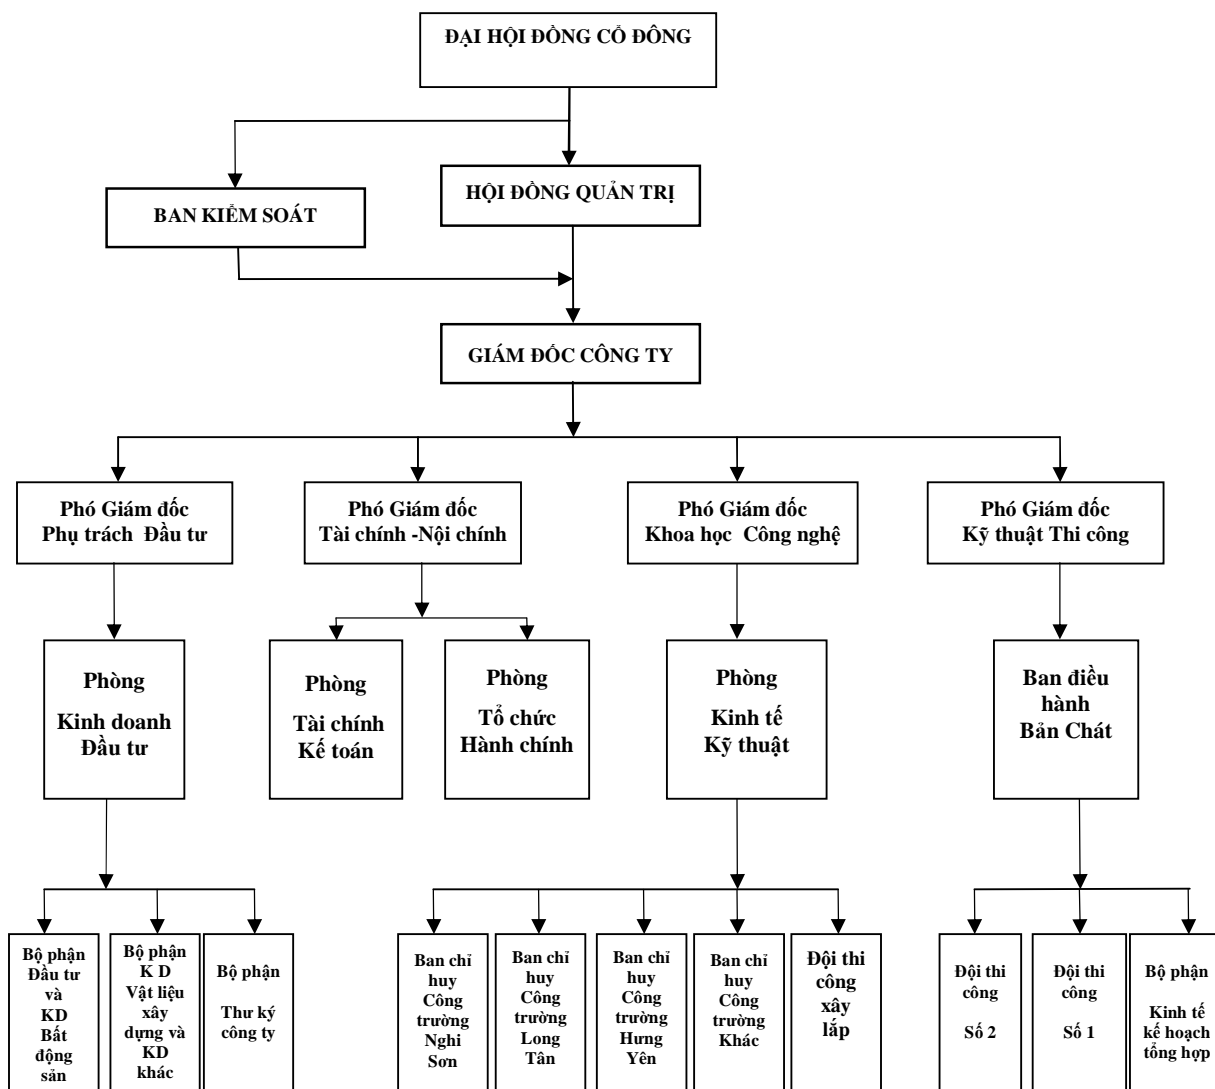 ĐẠI HỘI ĐỒNG CỔ ĐÔNG
HỘI ĐỒNG QUẢN TRỊ
BAN KIỂM SOÁT
GIÁM ĐỐC CÔNG TY
Phó Giám đốc
Phụ trách Đầu tư
Phó Giám đốc
Tài chính -Nội chính
Phó Giám đốc
Khoa học Công nghệ
Phó Giám đốc
Kỹ thuật Thi công
Phòng
Kinh doanh
Đầu tư
Phòng
Tài chính
Kế toán
Phòng
Tổ chức
Hành chính
Phòng
Kinh tế
Kỹ thuật
Ban điều
hành
Bản Chát
Bộ phận
Đầu tư
và
KD
Bất
động
sản
Bộ phận
K D
Vật liệu
xây
dựng và
KD
khác
Bộ phận
Thư ký
công ty
Ban chỉ
huy
Công
trường
Nghi
Sơn
Ban chỉ
huy
Công
trường
Long
Tân
Ban chỉ
huy
Công
trường
Hưng
Yên
Ban chỉ
huy
Công
trường
Khác
Đội thi
công
xây
lắp
Đội thi
công
Số 2
Đội thi
công
Số 1
Bộ phận
Kinh tế
kế hoạch
tổng hợp